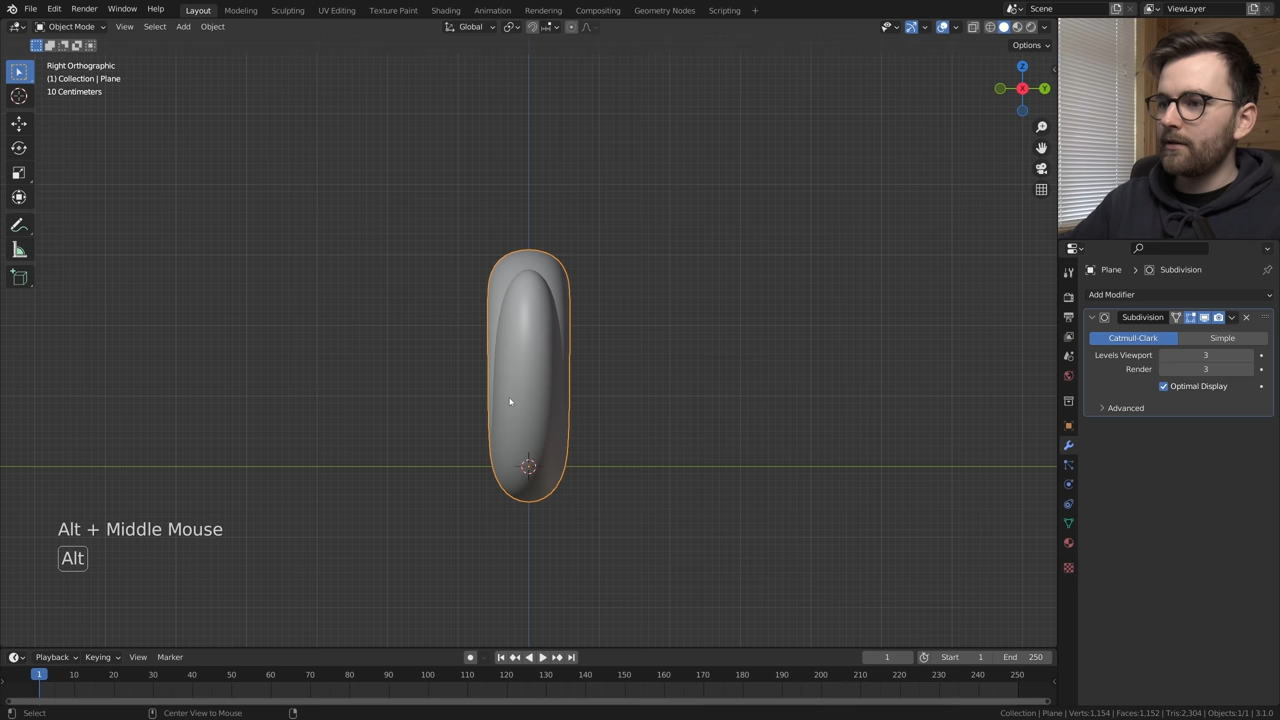 File Edit Render Window Help Layout Modeling Sculpting UV Editing Texture Paint Shading Animation Rendering Compositing Geometry Nodes Scripting + Scene ViewLayer
Object Mode View Select Add Object Global
Options
Right Orthographic
(1) Collection | Plane
10 Centimeters
Z
X
Y
Plane Subdivision
Add Modifier
Subdivision
Catmull-Clark Simple
Levels Viewport 3
Render 3
Optimal Display
Advanced
Alt + Middle Mouse
Alt
Playback Keying View Marker 1 Start 1 End 250
1 10 20 30 40 50 60 70 80 90 100 110 120 130 140 150 160 170 180 190 200 210 220 230 240 250
Select Center View to Mouse Collection | Plane | Verts:1,154 | Faces:1,152 | Tris:2,304 | Objects:1/1 | 3.1.0